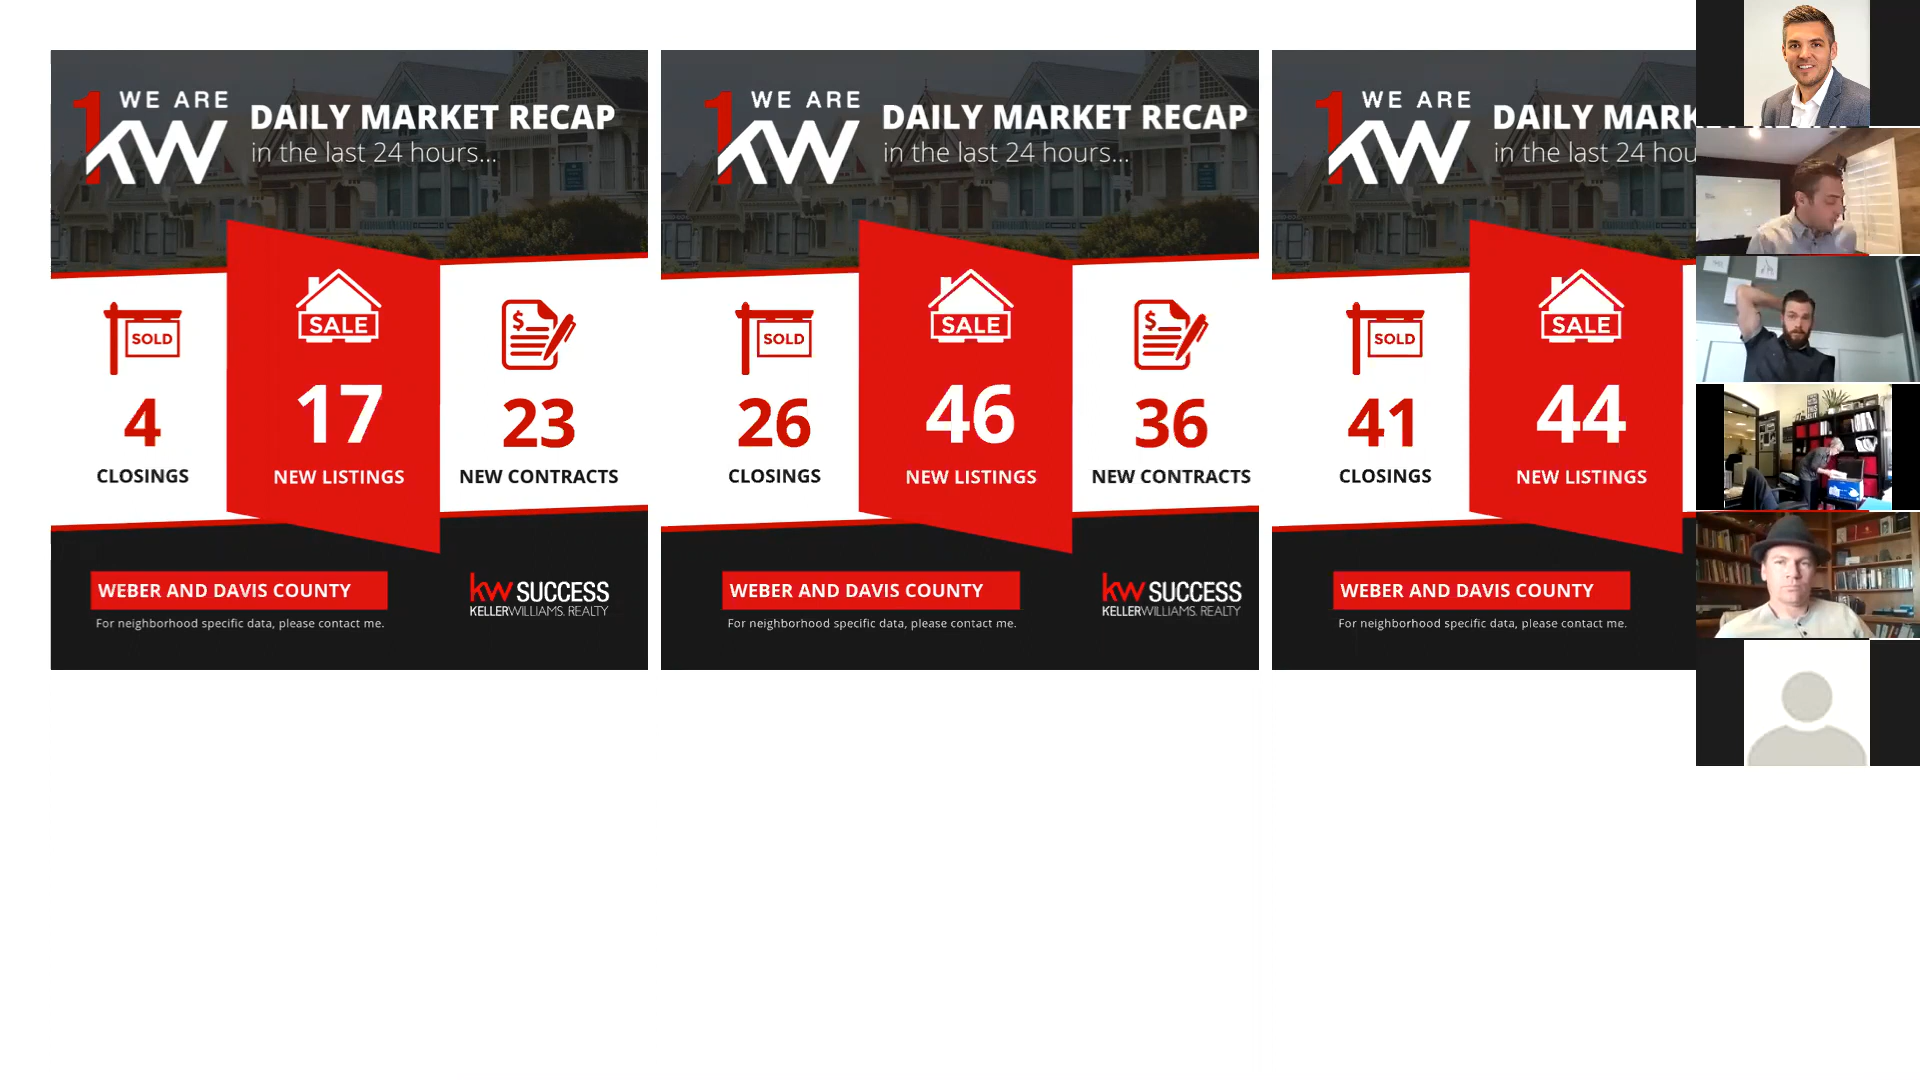 1 WE ARE
kw
DAILY MARKET RECAP
in the last 24 hours...
SOLD
SALE
$
4
17
23
CLOSINGS
NEW LISTINGS
NEW CONTRACTS
WEBER AND DAVIS COUNTY
For neighborhood specific data, please contact me.
kw SUCCESS
KELLERWILLIAMS. REALTY
1 WE ARE
kw
DAILY MARKET RECAP
in the last 24 hours...
SOLD
SALE
$
26
46
36
CLOSINGS
NEW LISTINGS
NEW CONTRACTS
WEBER AND DAVIS COUNTY
For neighborhood specific data, please contact me.
kw SUCCESS
KELLERWILLIAMS. REALTY
1 WE ARE
kw
DAILY MARK
in the last 24 hou
SOLD
SALE
41
44
CLOSINGS
NEW LISTINGS
WEBER AND DAVIS COUNTY
For neighborhood specific data, please contact me.